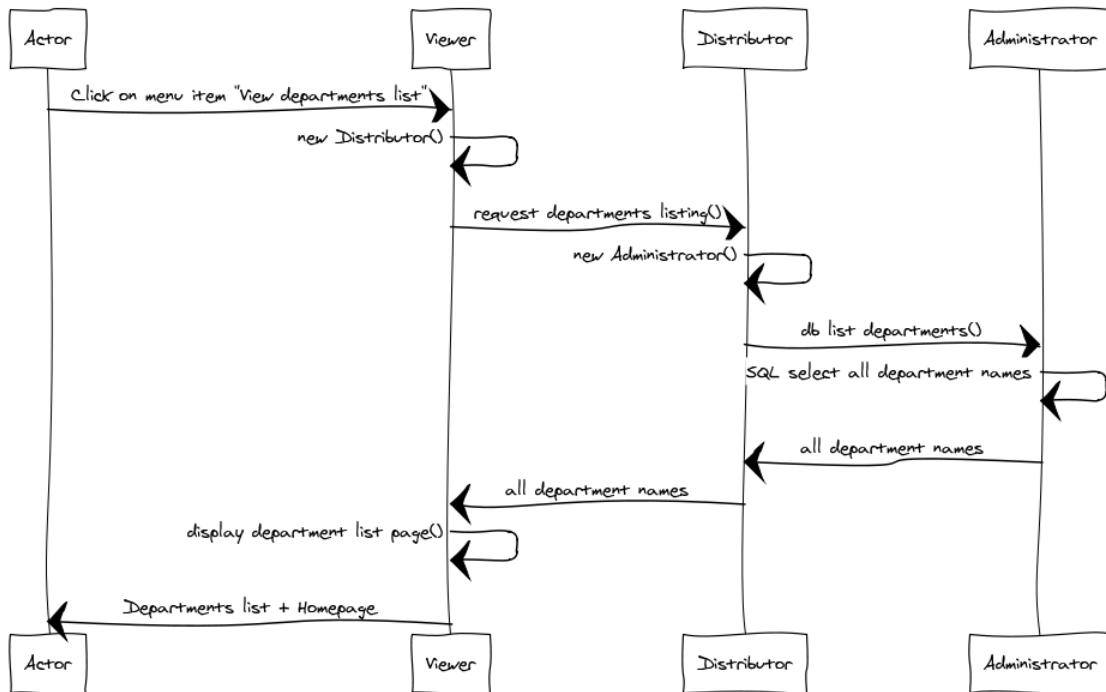 Actor
Viewer
Distributor
Administrator
Click on menu item "View departments list"
new Distributor()
request departments listing()
new Administrator()
db list departments()
SQL select all department names
all department names
all department names
display department list page()
Departments list + Homepage
Actor
Viewer
Distributor
Administrator